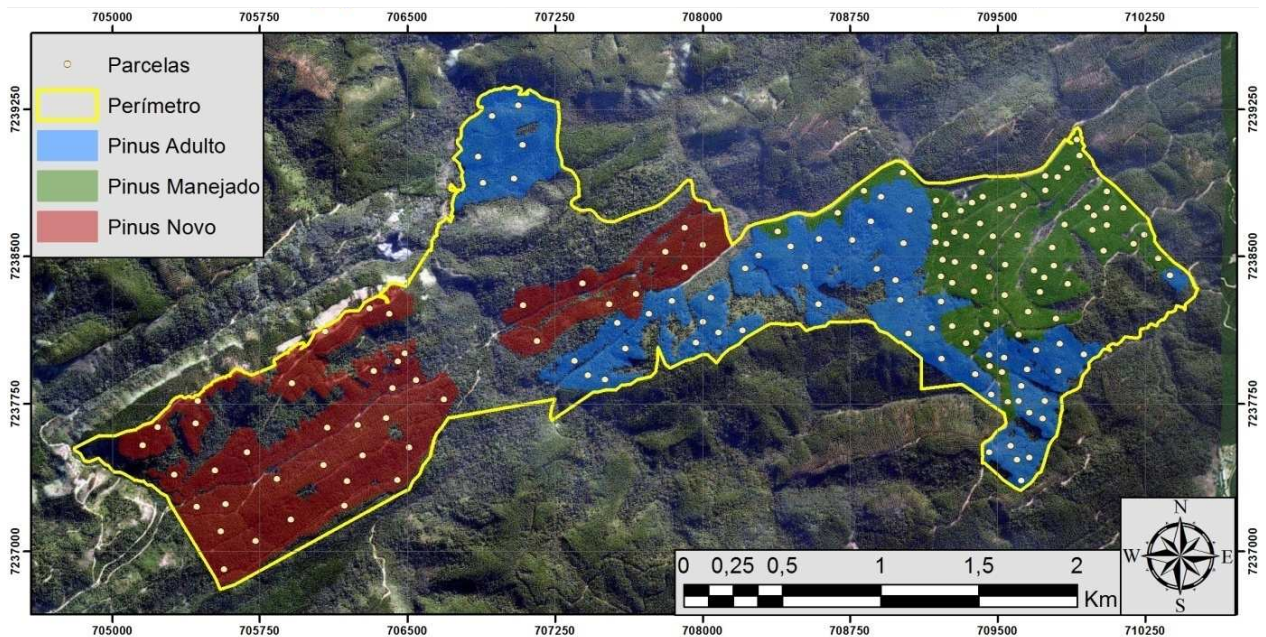 705000 705750 706500 707250 708000 708750 709500 710250
Parcelas
Perímetro
Pinus Adulto
Pinus Manejado
Pinus Novo
7239250 7239250
7238500 7238500
7237750 7237750
7237000 7237000
0 0,25 0,5 1 1,5 2
Km
N
W E
S
705000 705750 706500 707250 708000 708750 709500 710250